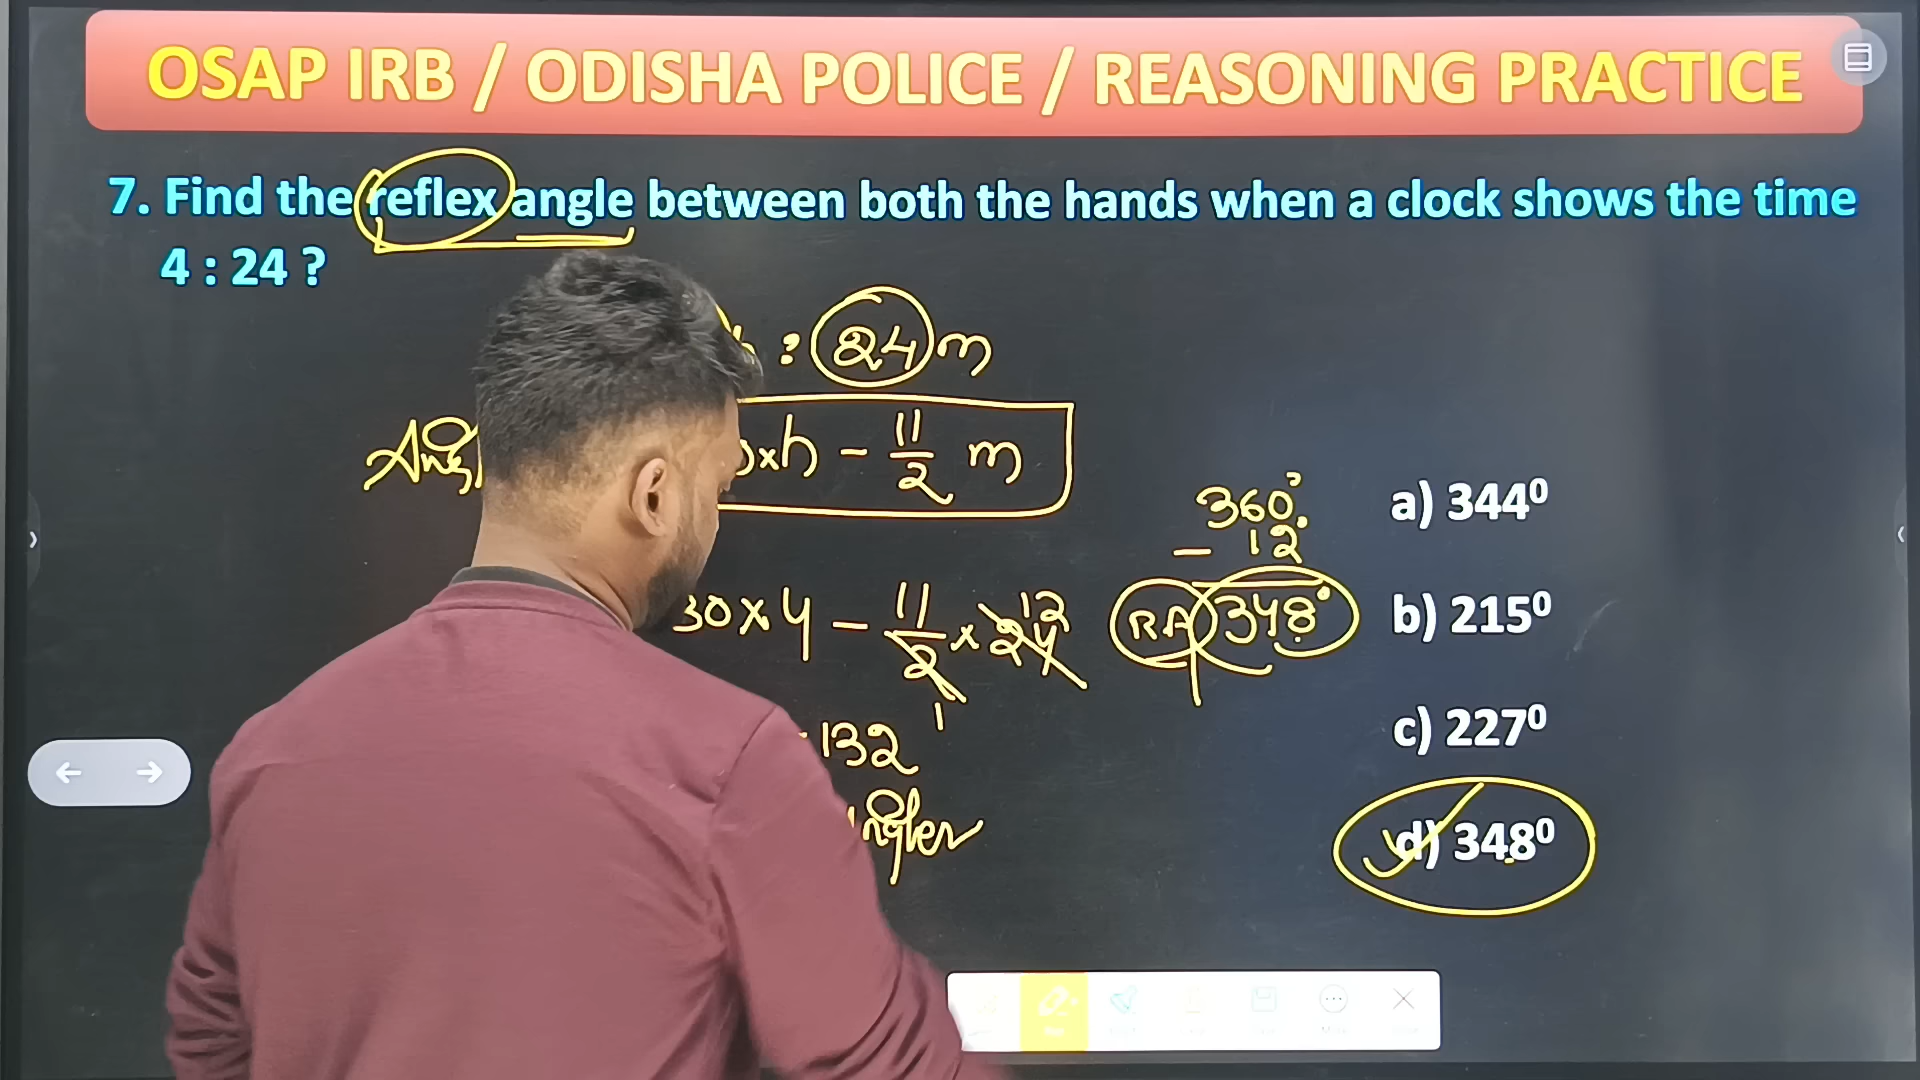 OSAP IRB / ODISHA POLICE / REASONING PRACTICE
7. Find the reflex angle between both the hands when a clock shows the time
4 : 24 ?
: 24 m
×h - 11/2 m
30×4 - 11/2 × 24 12
1
132
360°
- 12
RA 348°
a) 344⁰
b) 215⁰
c) 227⁰
d) 348⁰